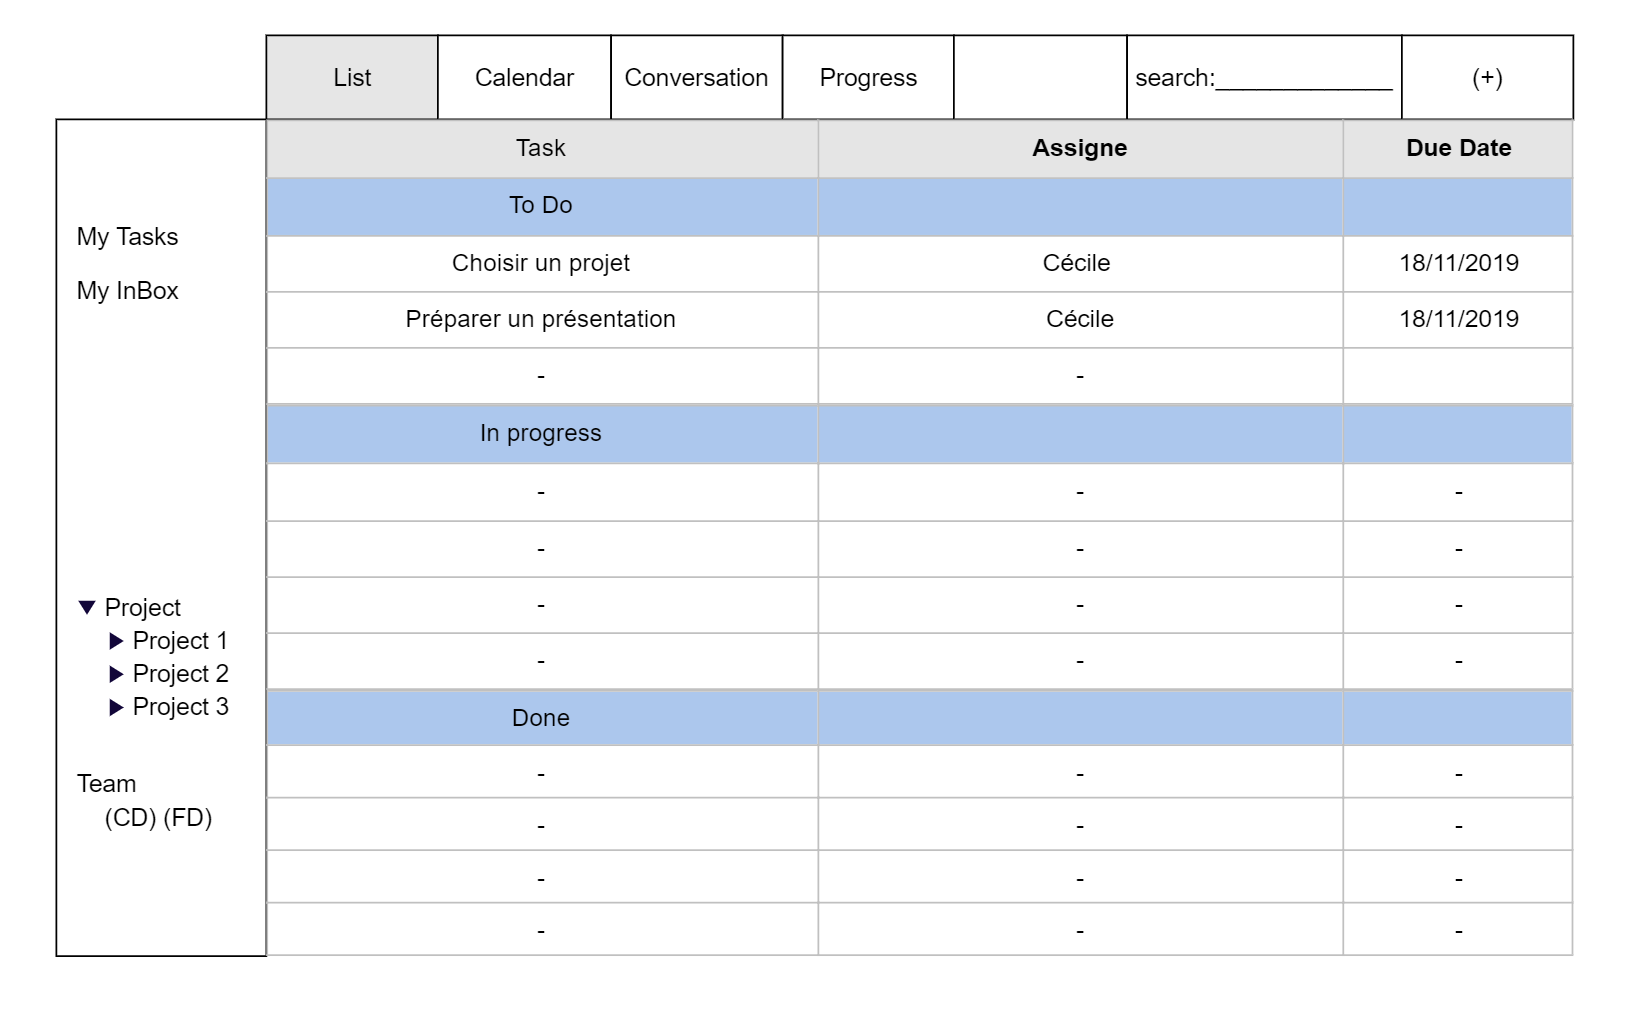 List Calendar Conversation Progress search:_____________ (+)
Task Assigne Due Date
To Do
My Tasks
My InBox
Choisir un projet Cécile 18/11/2019
Préparer un présentation Cécile 18/11/2019
- -
In progress
- - -
- - -
- - -
- - -
▼ Project
▶ Project 1
▶ Project 2
▶ Project 3
Done
Team
(CD) (FD)
- - -
- - -
- - -
- - -